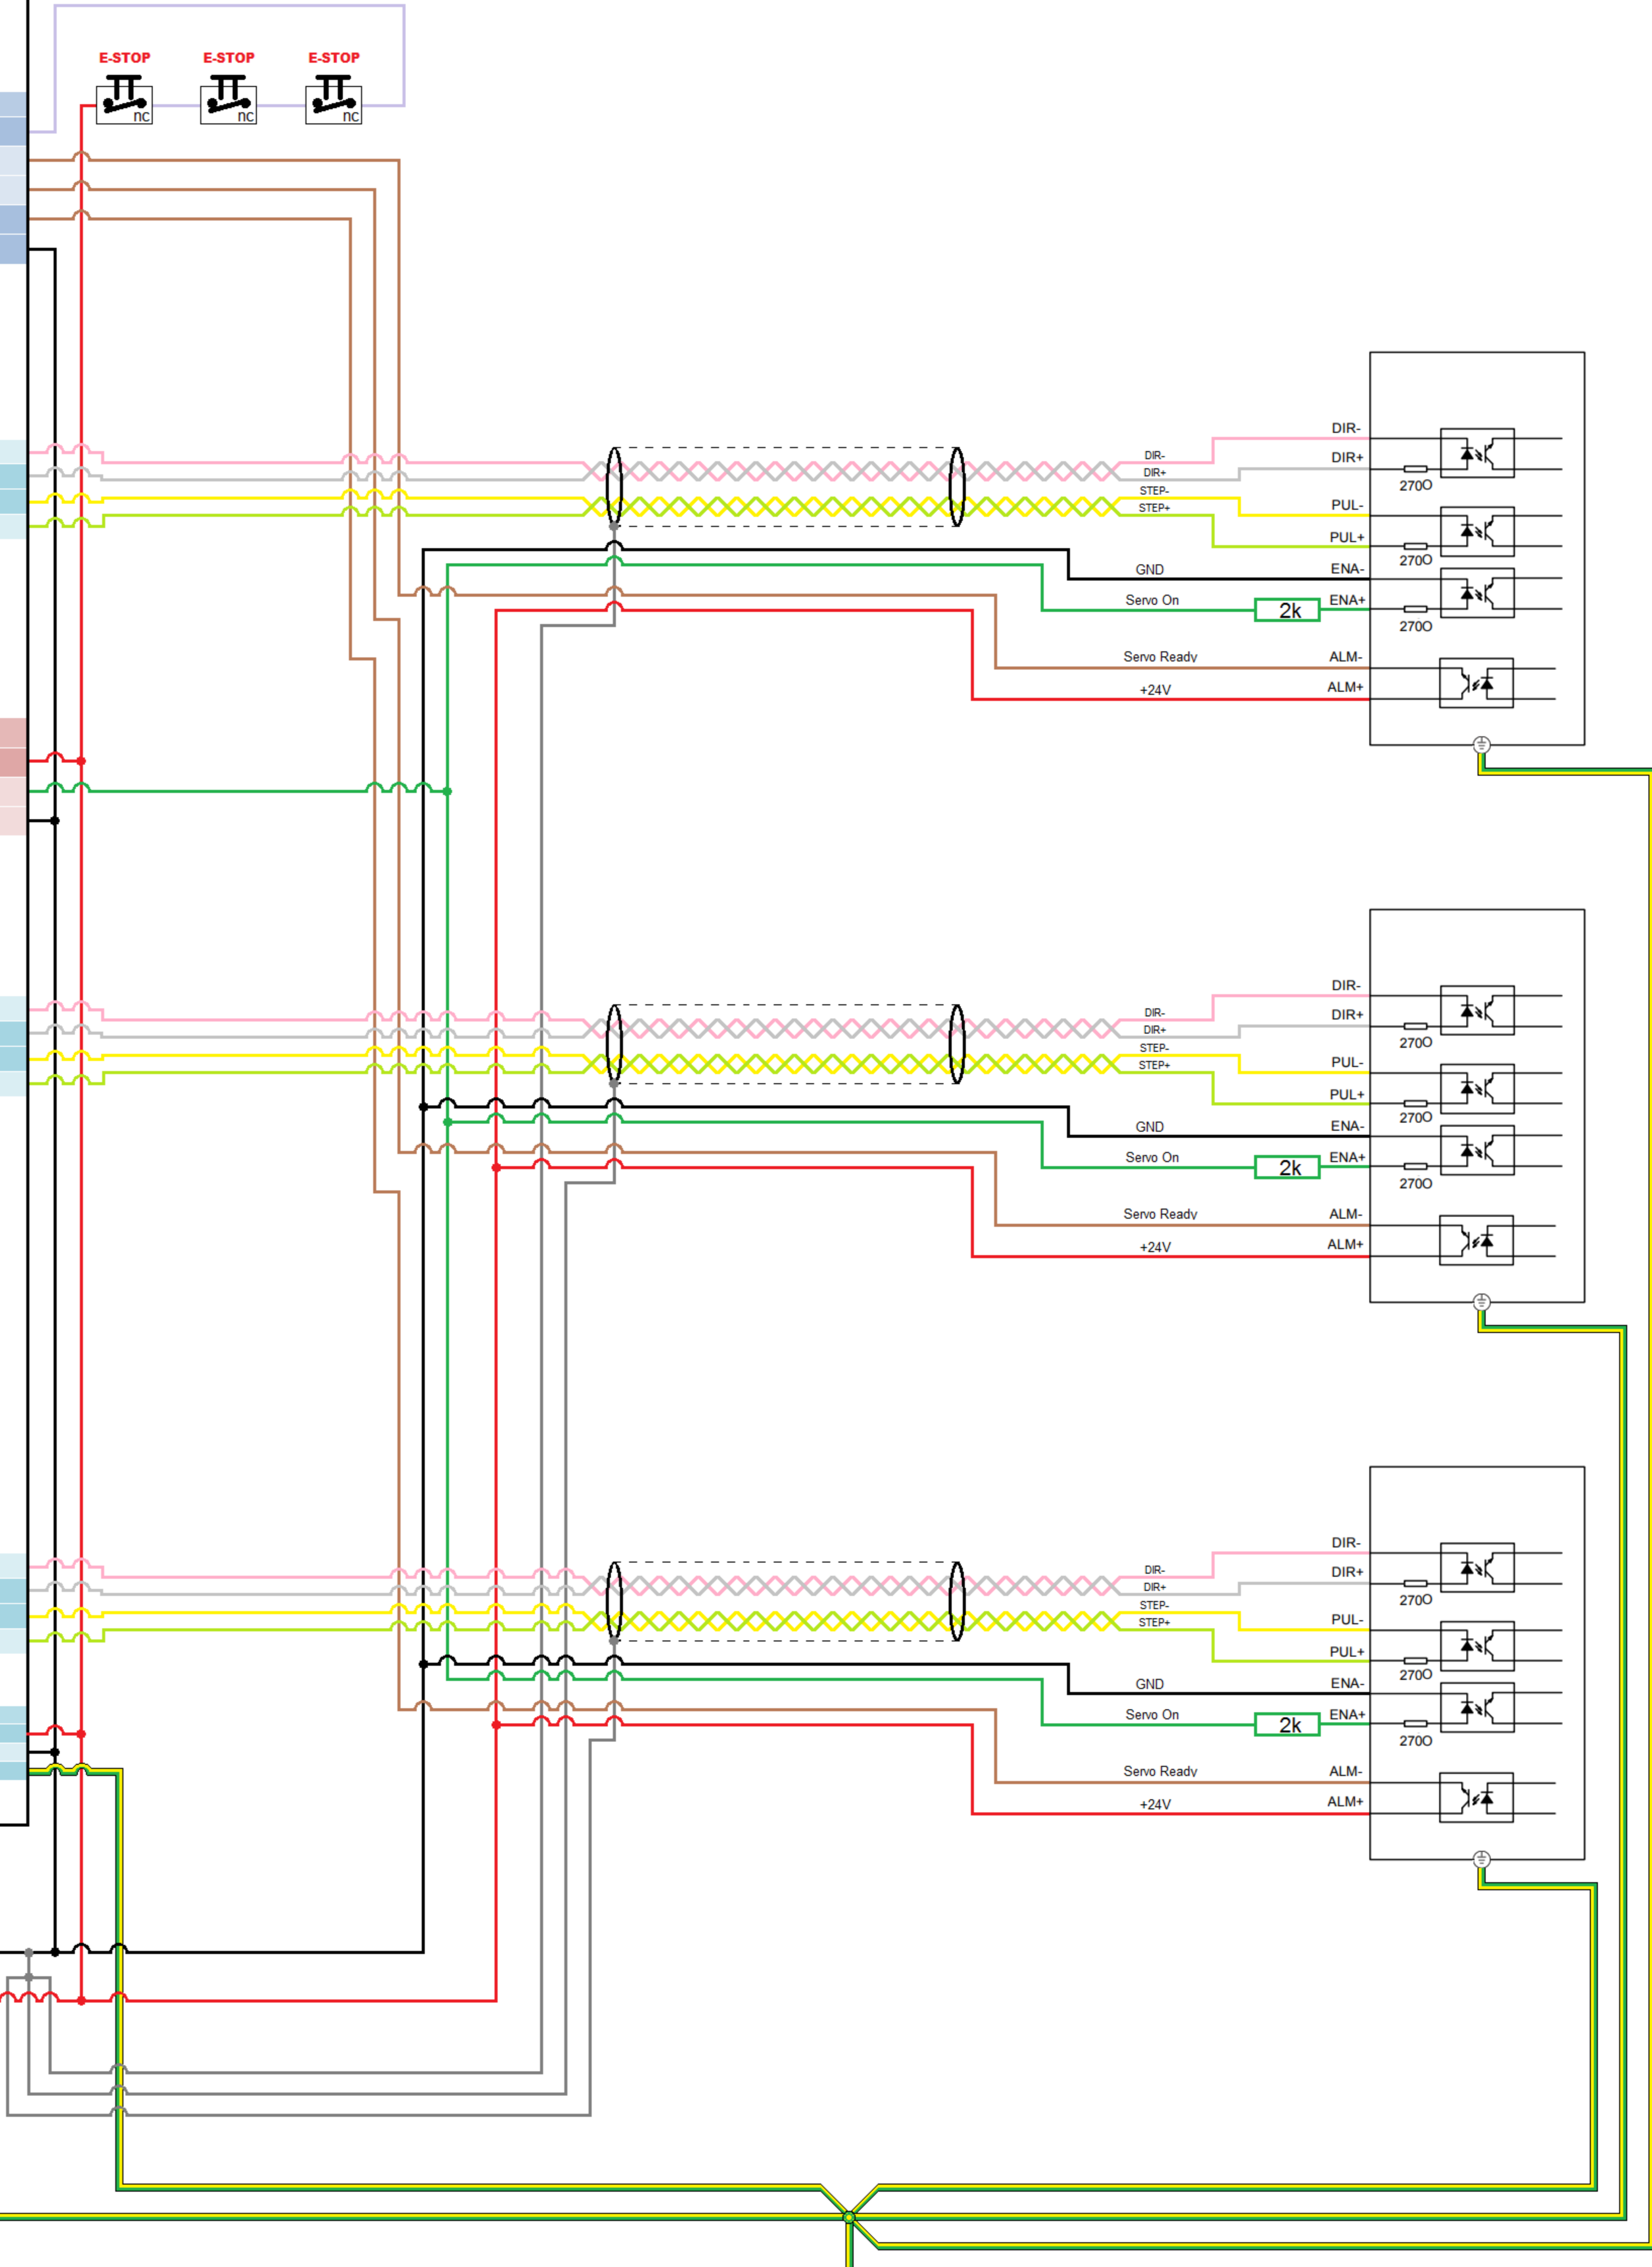 E-STOP E-STOP E-STOP
nc nc nc
DIR-
DIR+
PUL-
PUL+
ENA-
ENA+
ALM-
ALM+
DIR-
DIR+
STEP-
STEP+
GND
Servo On
2k
Servo Ready
+24V
270O
270O
270O
DIR-
DIR+
PUL-
PUL+
ENA-
ENA+
ALM-
ALM+
DIR-
DIR+
STEP-
STEP+
GND
Servo On
2k
Servo Ready
+24V
270O
270O
270O
DIR-
DIR+
PUL-
PUL+
ENA-
ENA+
ALM-
ALM+
DIR-
DIR+
STEP-
STEP+
GND
Servo On
2k
Servo Ready
+24V
270O
270O
270O